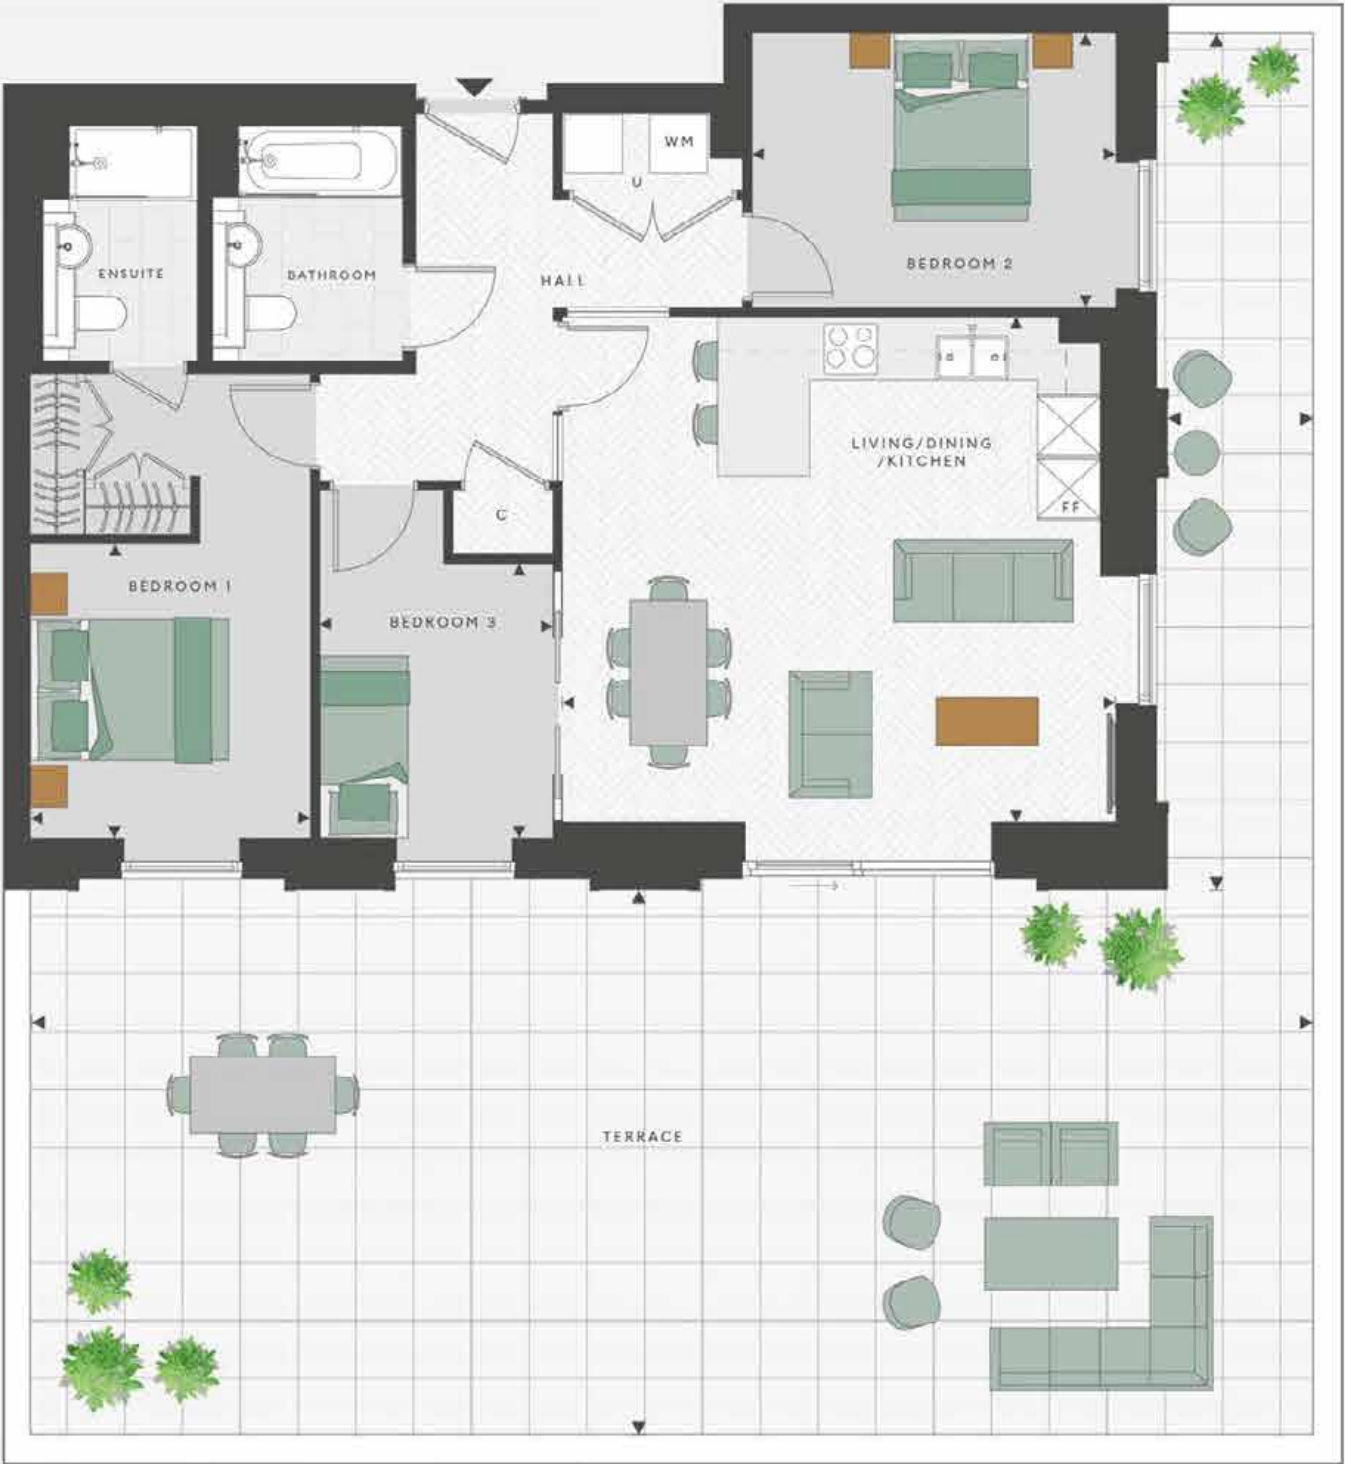 WM
U
ENSUITE
BATHROOM
HALL
BEDROOM 2
LIVING/DINING
/KITCHEN
FF
C
BEDROOM 1
BEDROOM 3
TERRACE